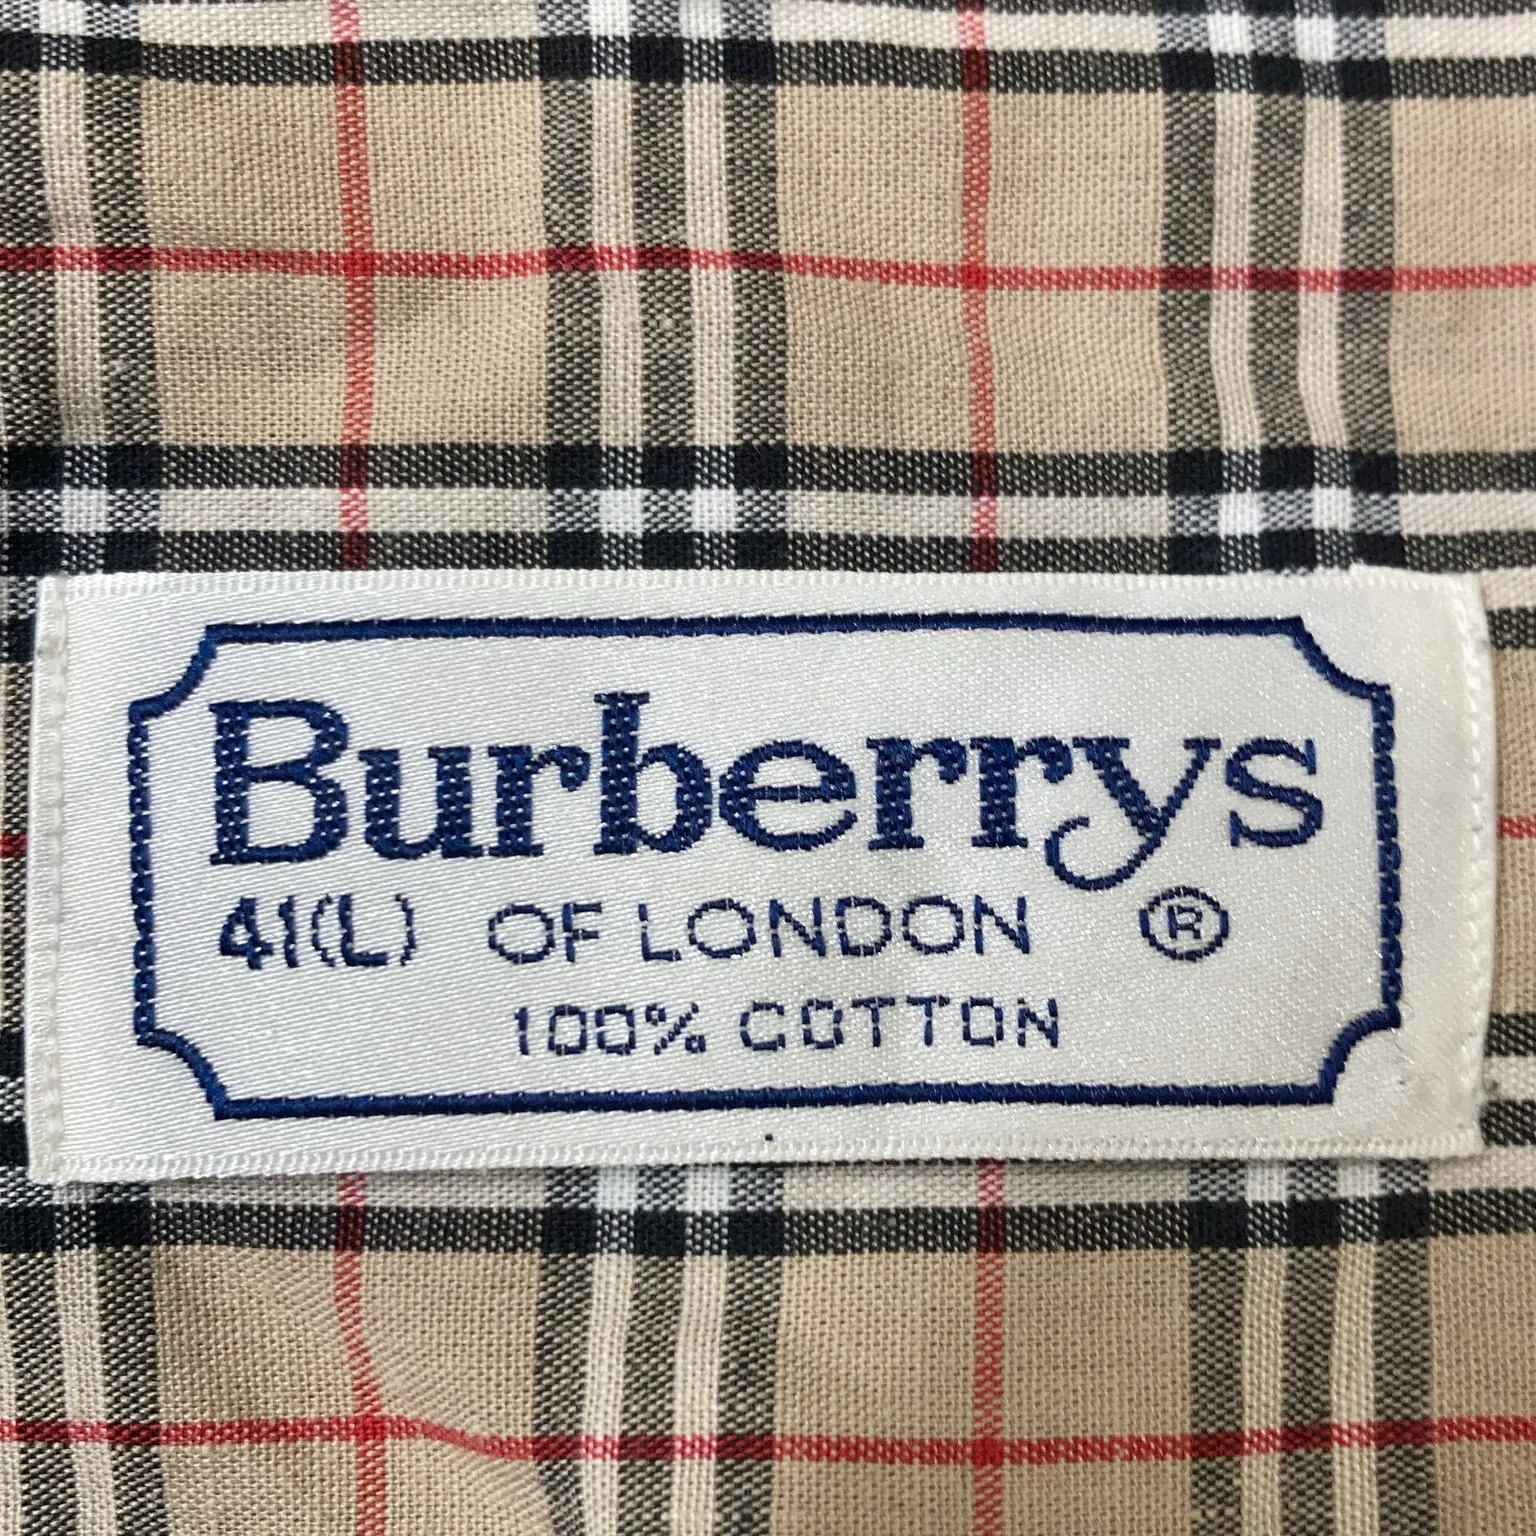 Burberrys
41(L) OF LONDON ®
100% COTTON